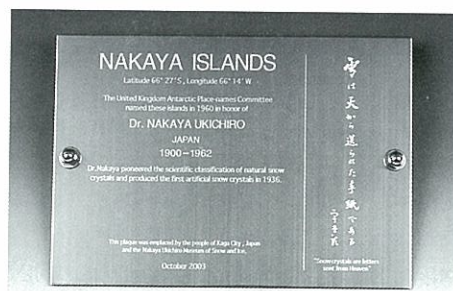 NAKAYA ISLANDS
Latitude 66° 27'S , Longitude 66° 14' W
The United Kingdom Antarctic Place-names Committee
named these islands in 1960 in honor of
Dr. NAKAYA UKICHIRO
JAPAN
1900−1962
Dr.Nakaya pioneered the scientific classification of natural snow
crystals and produced the first artificial snow crystals in 1936.
This plaque was emplaced by the people of Kaga City, Japan
and the Nakaya Ukichiro Museum of Snow and Ice.
October 2003
雪は天から送られた手紙である
"Snowcrystals are letters
sent from Heaven"